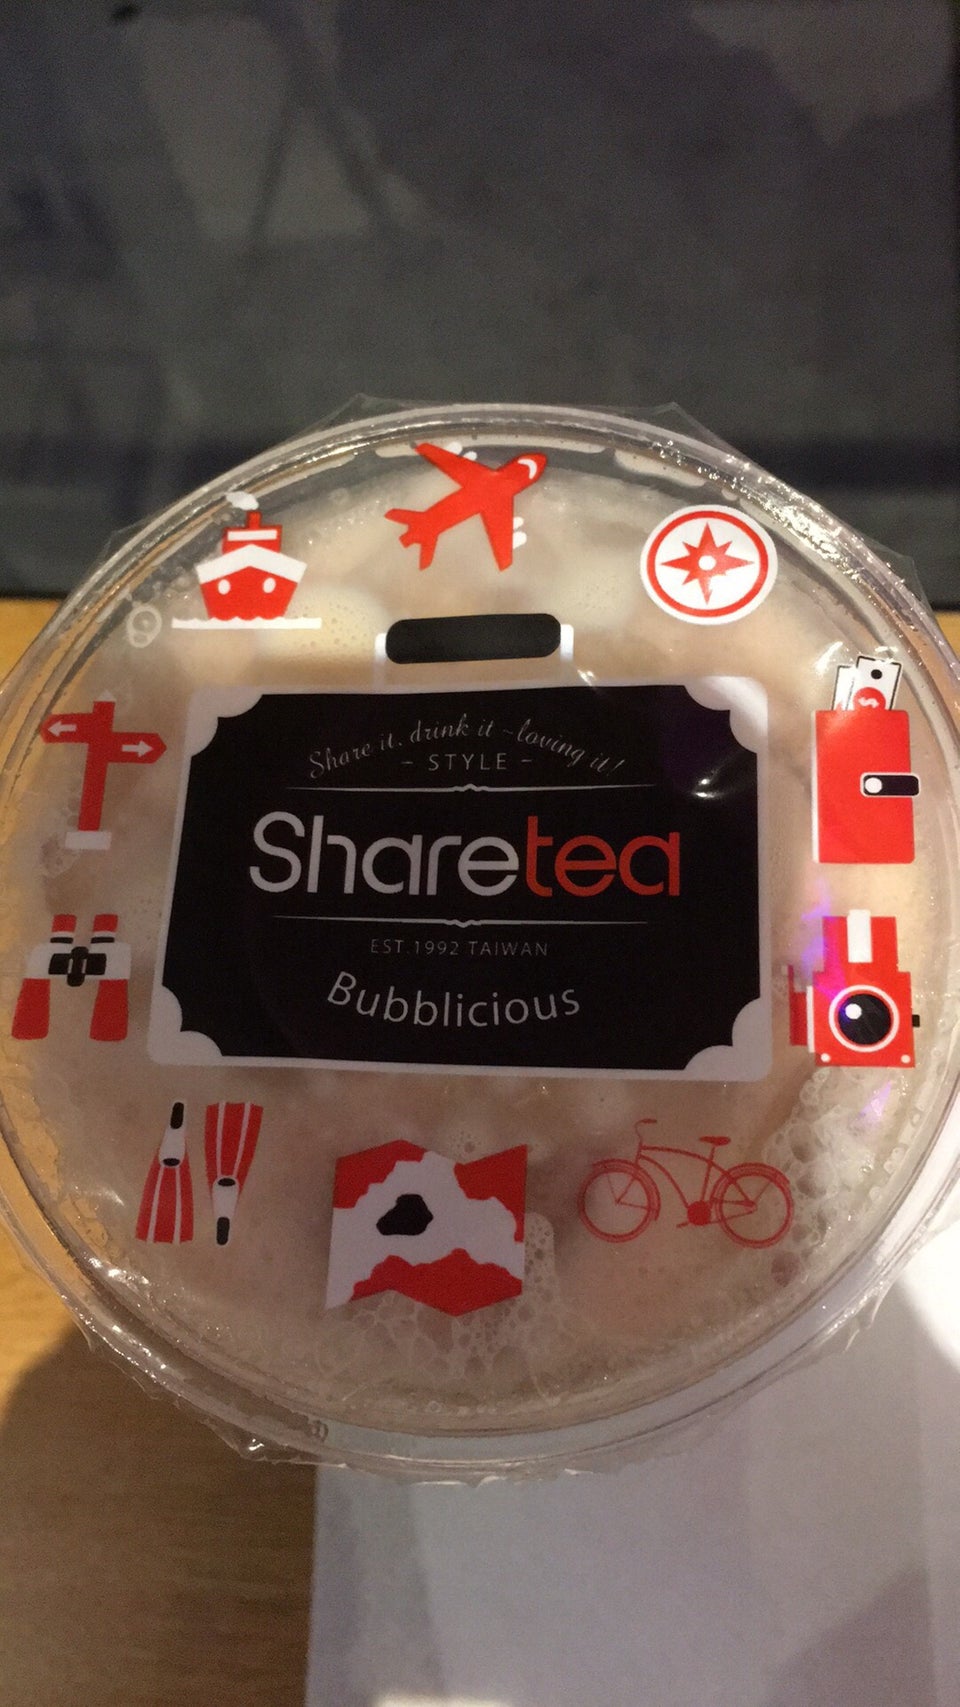 Share it. drink it ~loving it!
- STYLE -
Sharetea
EST.1992 TAIWAN
Bubblicious